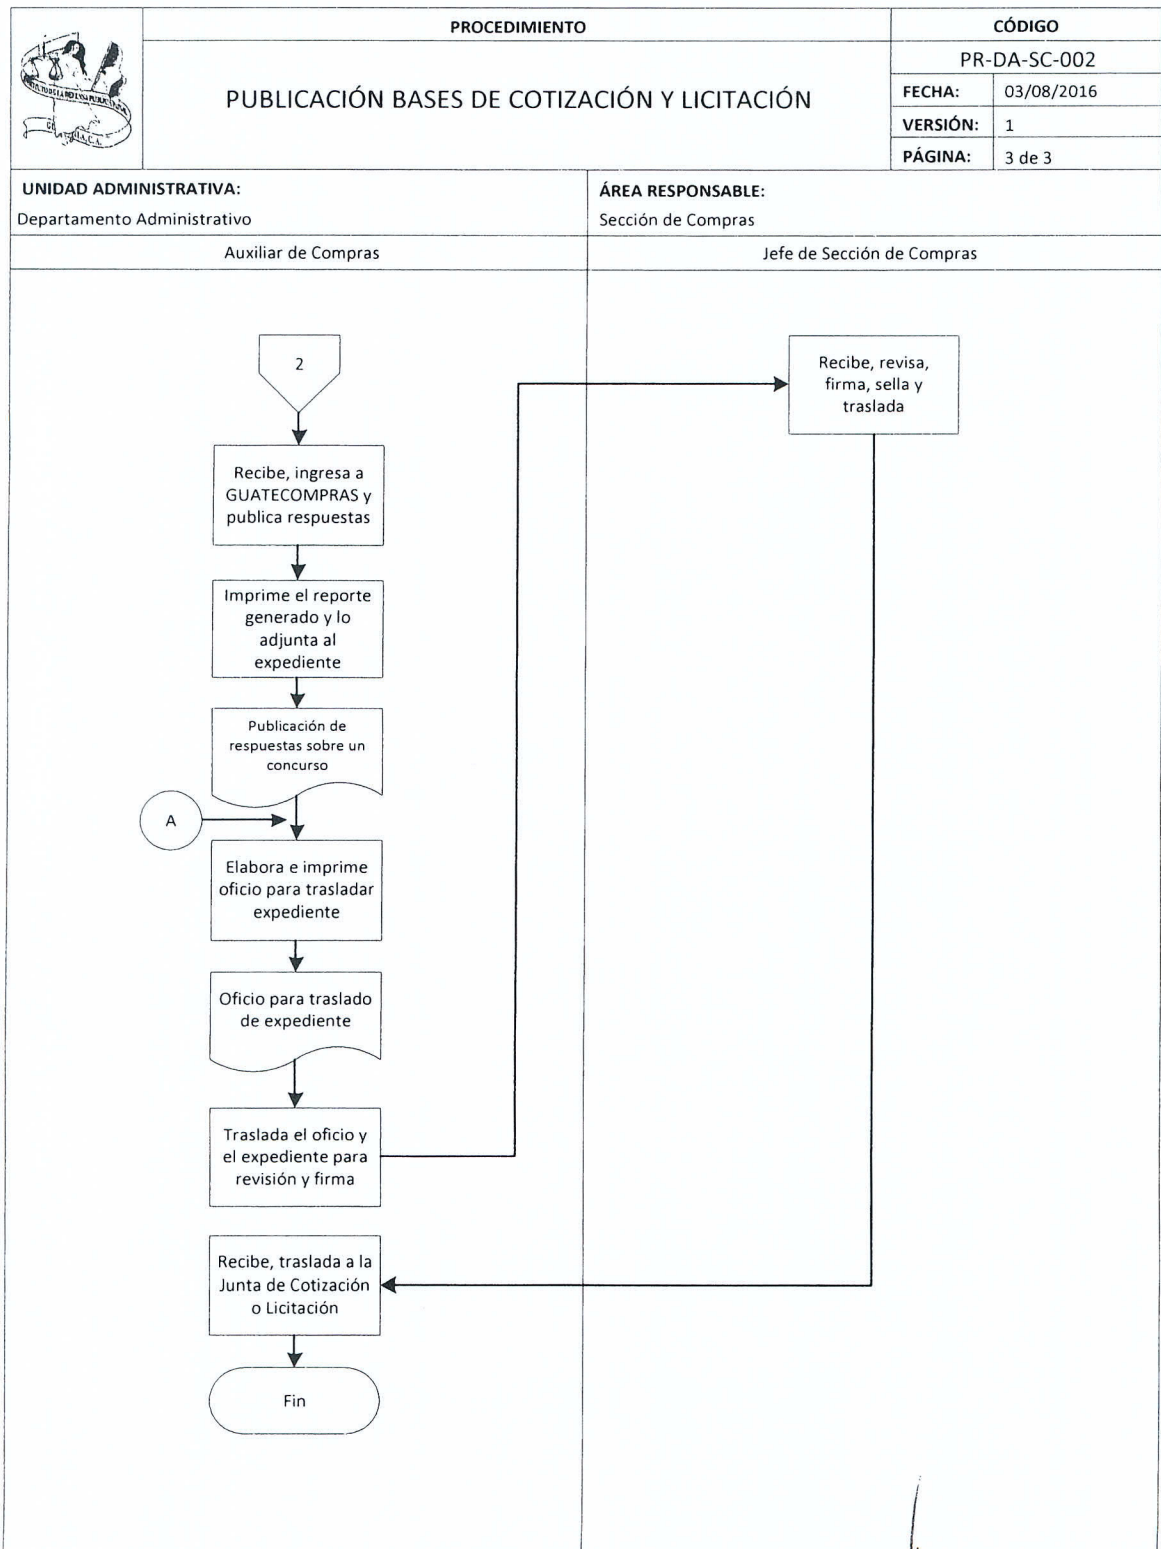 PROCEDIMIENTO
CÓDIGO
PUBLICACIÓN BASES DE COTIZACIÓN Y LICITACIÓN
PR-DA-SC-002
FECHA: 03/08/2016
VERSIÓN: 1
PÁGINA: 3 de 3
UNIDAD ADMINISTRATIVA:
Departamento Administrativo
ÁREA RESPONSABLE:
Sección de Compras
Auxiliar de Compras
Jefe de Sección de Compras
2
Recibe, ingresa a
GUATECOMPRAS y
publica respuestas
Imprime el reporte
generado y lo
adjunta al
expediente
Publicación de
respuestas sobre un
concurso
A
Elabora e imprime
oficio para trasladar
expediente
Oficio para traslado
de expediente
Traslada el oficio y
el expediente para
revisión y firma
Recibe, revisa,
firma, sella y
traslada
Recibe, traslada a la
Junta de Cotización
o Licitación
Fin